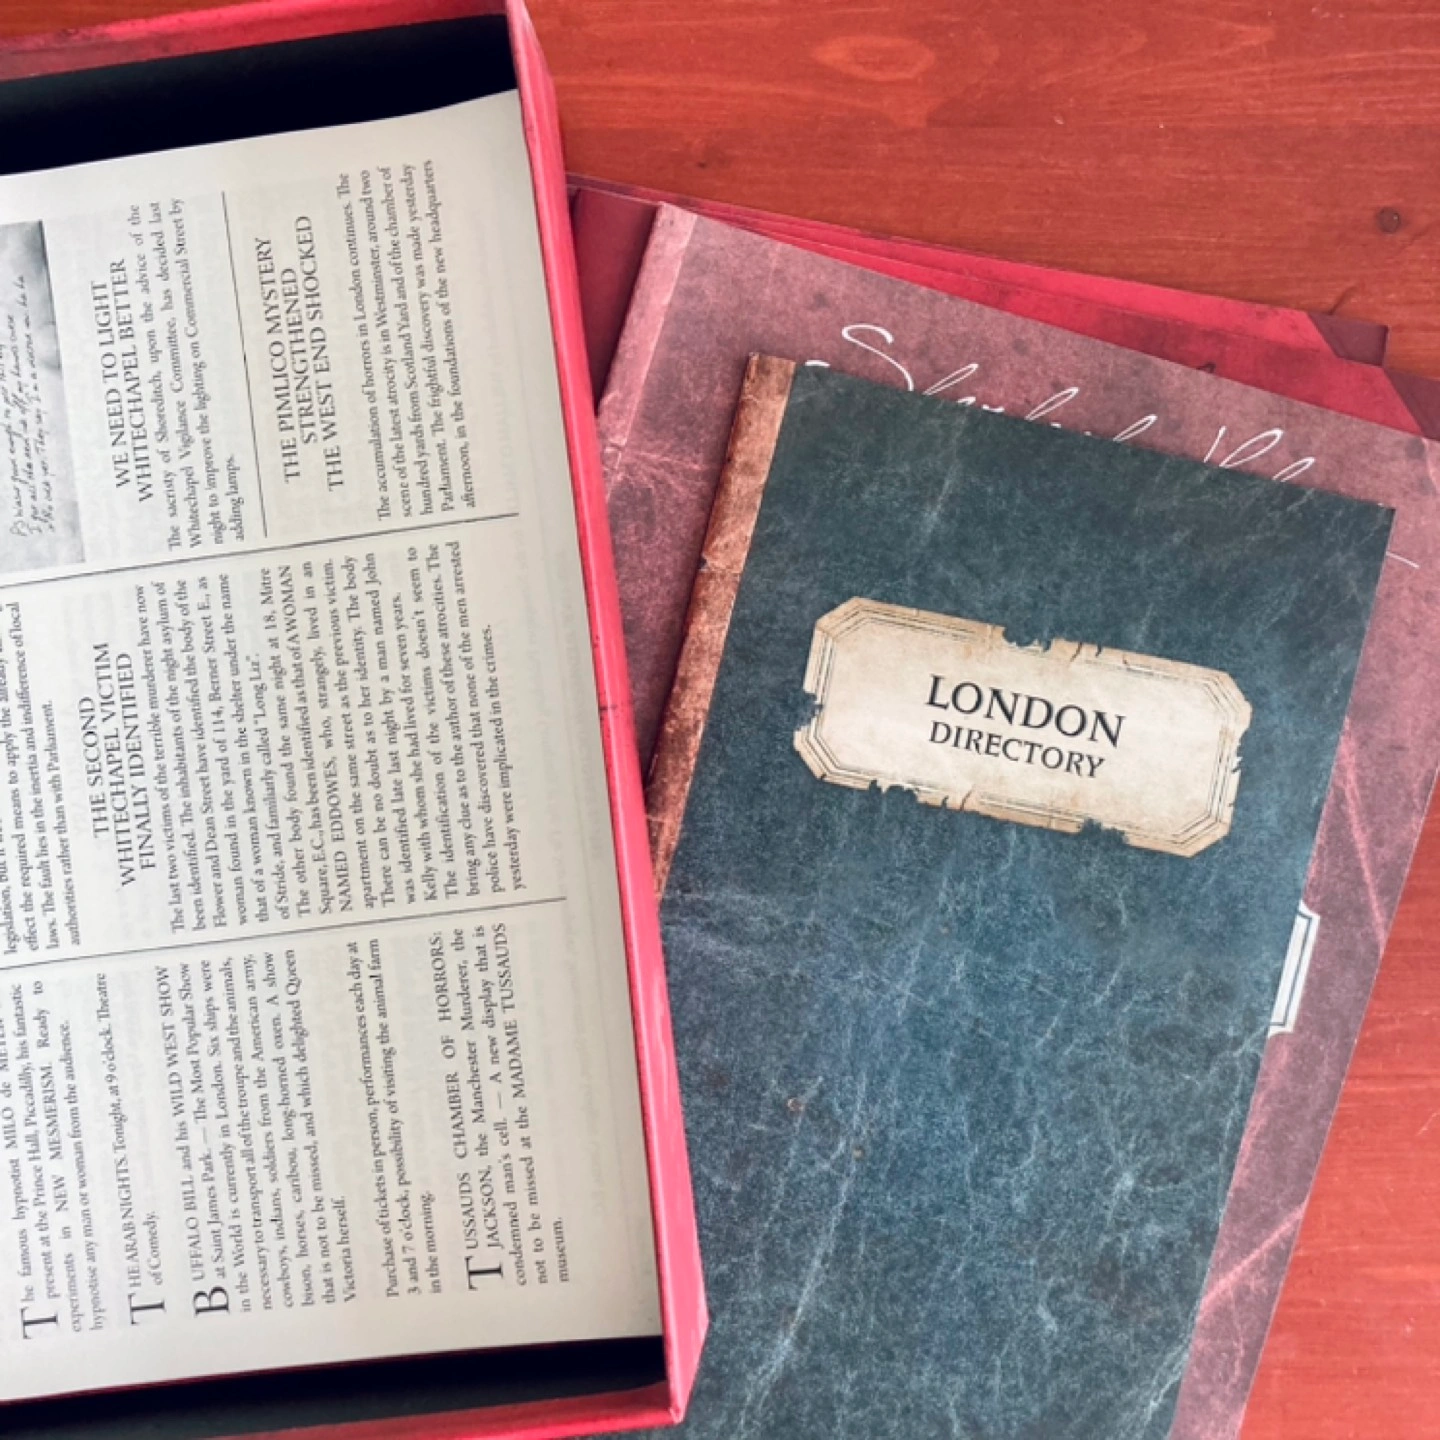 The famous hypnotist MILO de
present at the Prince Hall, Piccadilly, his fantastic
experiments in NEW MESMERISM. Ready to
hypnotise any man or woman from the audience.
THE ARAB NIGHTS. Tonight, at 9 o'clock. Theatre
of Comedy.
BUFFALO BILL and his WILD WEST SHOW
at Saint James Park. — The Most Popular Show
in the World is currently in London. Six ships were
necessary to transport all of the troupe and the animals,
cowboys, indians, soldiers from the American army,
bison, horses, caribou, long-horned oxen. A show
that is not to be missed, and which delighted Queen
Victoria herself.
Purchase of tickets in person, performances each day at
3 and 7 o'clock, possibility of visiting the animal farm
in the morning.
TUSSAUDS CHAMBER OF HORRORS:
JACKSON, the Manchester Murderer, the
condemned man's cell. — A new display that is
not to be missed at the MADAME TUSSAUDS
museum.
legislation, but it
effect the required means to apply the already
laws. The fault lies in the inertia and indifference of local
authorities rather than with Parliament.
THE SECOND
WHITECHAPEL VICTIM
FINALLY IDENTIFIED
The last two victims of the terrible murderer have now
been identified. The inhabitants of the night asylum of
Flower and Dean Street have identified the body of the
woman found in the yard of 114, Berner Street E., as
that of a woman known in the shelter under the name
of Stride, and familiarly called "Long Liz".
The other body found the same night at 18, Mitre
Square, E.C., has been identified as that of A WOMAN
NAMED EDDOWES, who, strangely, lived in an
apartment on the same street as the previous victim.
There can be no doubt as to her identity. The body
was identified late last night by a man named John
Kelly with whom she had lived for seven years.
The identification of the victims doesn't seem to
bring any clue as to the author of these atrocities. The
police have discovered that none of the men arrested
yesterday were implicated in the crimes.
WE NEED TO LIGHT
WHITECHAPEL BETTER
The sacristy of Shoreditch, upon the advice of the
Whitechapel Vigilance Committee, has decided last
night to improve the lighting on Commercial Street by
adding lamps.
THE PIMLICO MYSTERY
STRENGTHENED
THE WEST END SHOCKED
The accumulation of horrors in London continues. The
scene of the latest atrocity is in Westminster, around two
hundred yards from Scotland Yard and of the chamber of
Parliament. The frightful discovery was made yesterday
afternoon, in the foundations of the new headquarters
LONDON
DIRECTORY